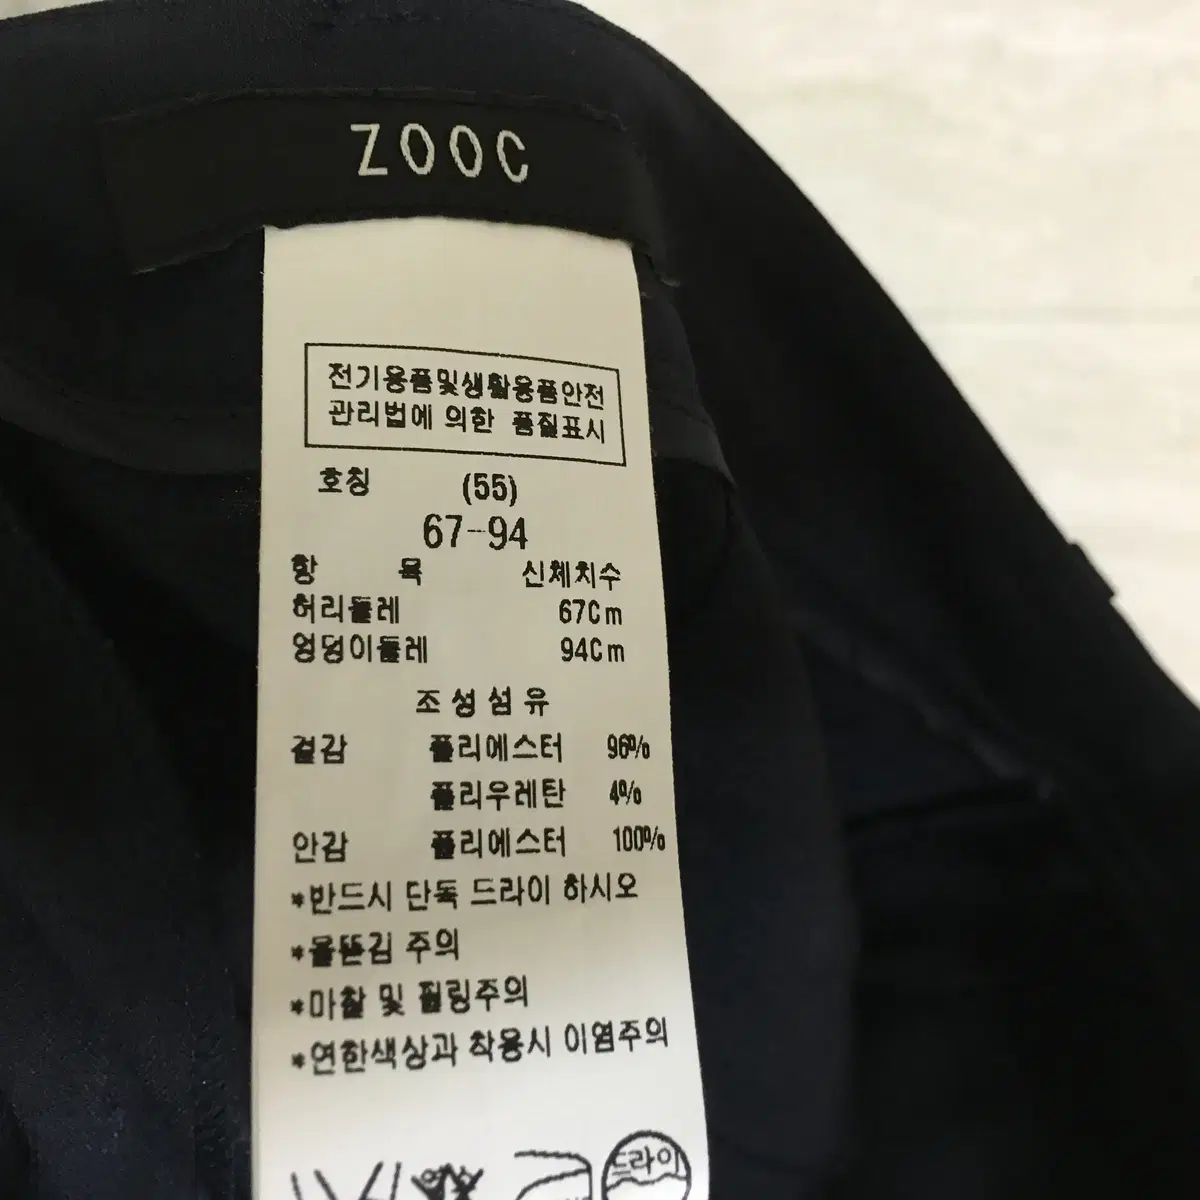 ZOOC
전기용품및생활용품안전
관리법에 의한 품질표시
호칭 (55)
67-94
항 목 신체치수
허리둘레 67Cm
엉덩이둘레 94Cm
조성섬유
겉감 폴리에스터 96%
폴리우레탄 4%
안감 폴리에스터 100%
*반드시 단독 드라이 하시오
*올뜯김 주의
*마찰 및 필링주의
*연한색상과 착용시 이염주의
드라이